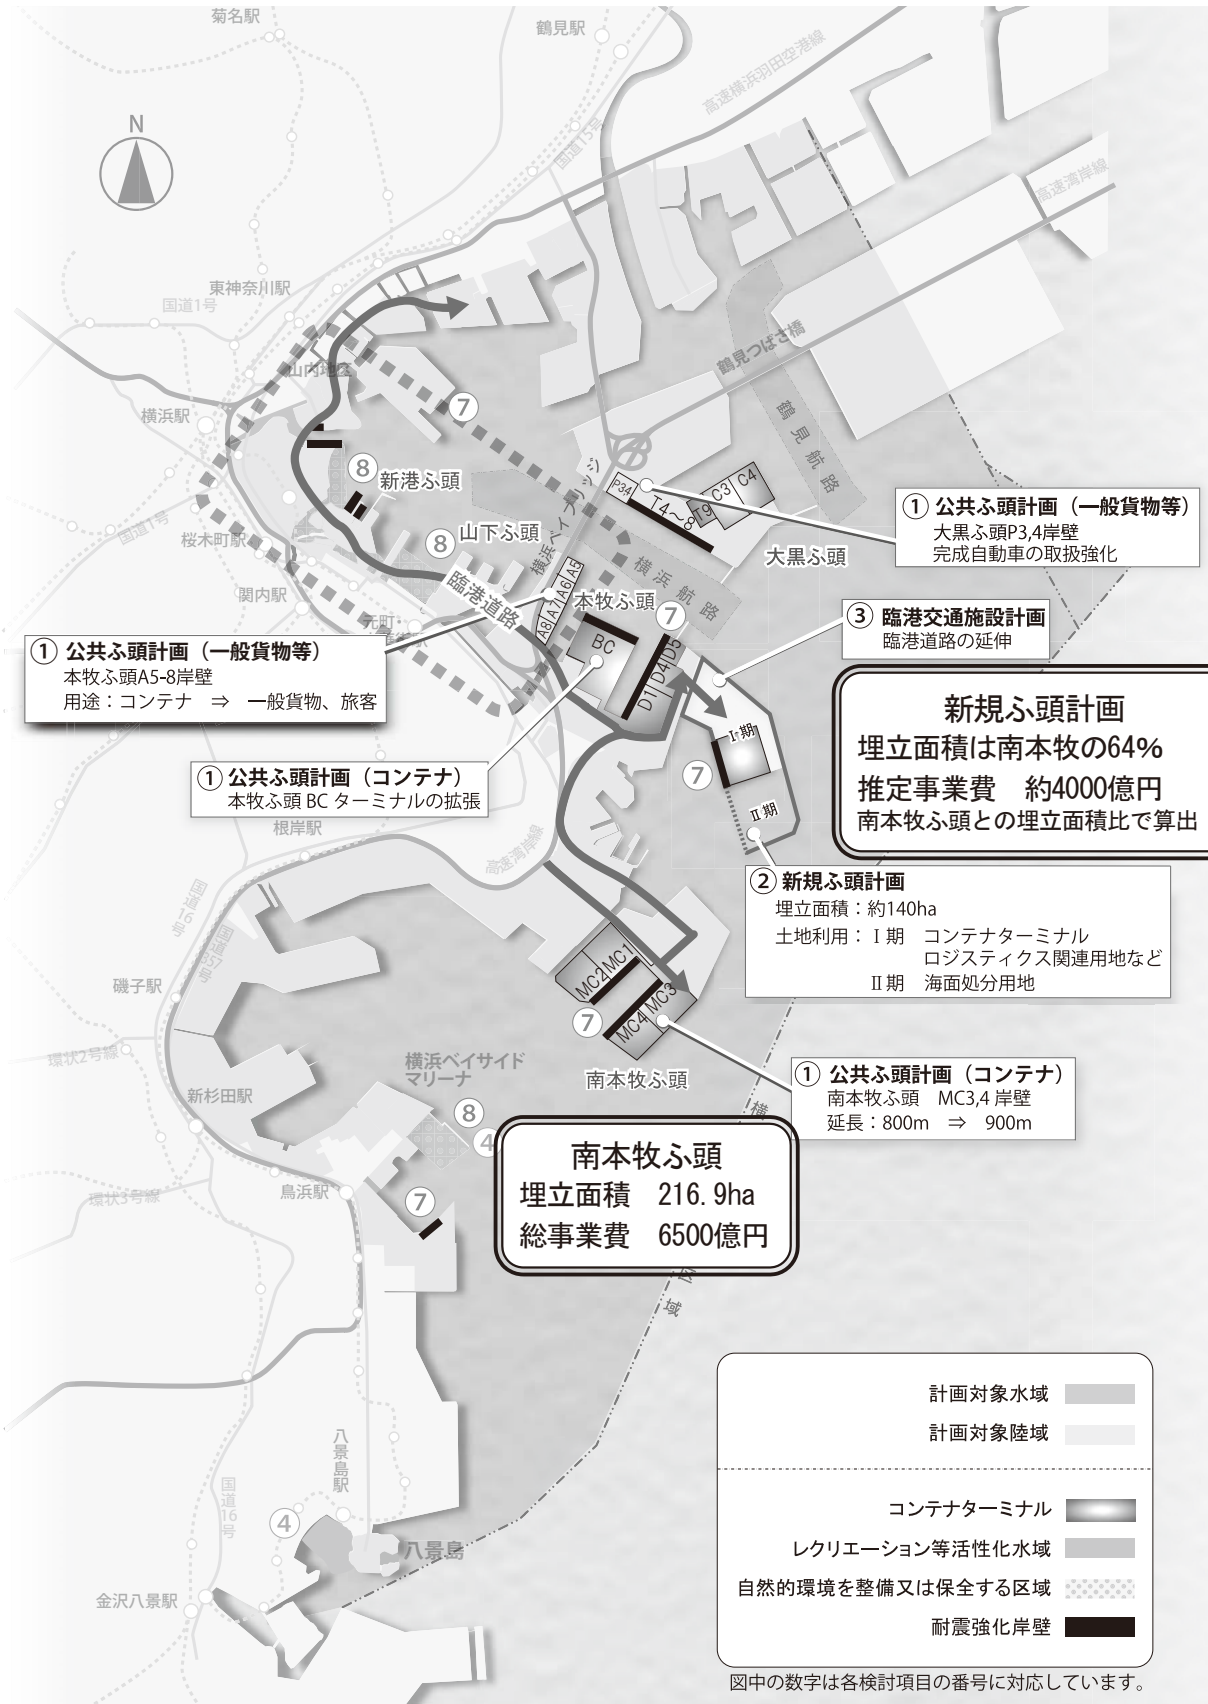 菊名駅
鶴見駅
高速横浜羽田空港線
国道15号
N
高速湾岸線
東神奈川駅
国道1号
鶴見つばさ橋
山内地区
横浜駅
⑦
鶴見航路
⑧
新港ふ頭
横浜ベイブリッジ
P34
T4～8
T9
C3
C4
① 公共ふ頭計画（一般貨物等）
大黒ふ頭P3,4岸壁
完成自動車の取扱強化
国道1号
桜木町駅
⑧
山下ふ頭
大黒ふ頭
横浜航路
関内駅
臨港道路
A8
A7
A6
A5
本牧ふ頭
⑦
③ 臨港交通施設計画
臨港道路の延伸
元町・
① 公共ふ頭計画（一般貨物等）
本牧ふ頭A5-8岸壁
用途：コンテナ ⇒ 一般貨物、旅客
BC
D1
D4
D5
新規ふ頭計画
埋立面積は南本牧の64%
推定事業費 約4000億円
南本牧ふ頭との埋立面積比で算出
Ⅰ期
⑦
Ⅱ期
① 公共ふ頭計画（コンテナ）
本牧ふ頭 BC ターミナルの拡張
根岸駅
高速湾岸線
② 新規ふ頭計画
埋立面積：約140ha
土地利用：Ⅰ期 コンテナターミナル
ロジスティクス関連用地など
Ⅱ期 海面処分用地
国道16号
国道357号
磯子駅
MC2
MC1
MC4
MC3
⑦
環状2号線
横浜ベイサイド
マリーナ
南本牧ふ頭
① 公共ふ頭計画（コンテナ）
南本牧ふ頭 MC3,4 岸壁
延長：800m ⇒ 900m
新杉田駅
⑧
④
横
南本牧ふ頭
埋立面積 216.9ha
総事業費 6500億円
環状3号線
鳥浜駅
⑦
区
域
計画対象水域
計画対象陸域
八景島駅
国道16号
④
八景島
金沢八景駅
コンテナターミナル
レクリエーション等活性化水域
自然的環境を整備又は保全する区域
耐震強化岸壁
図中の数字は各検討項目の番号に対応しています。